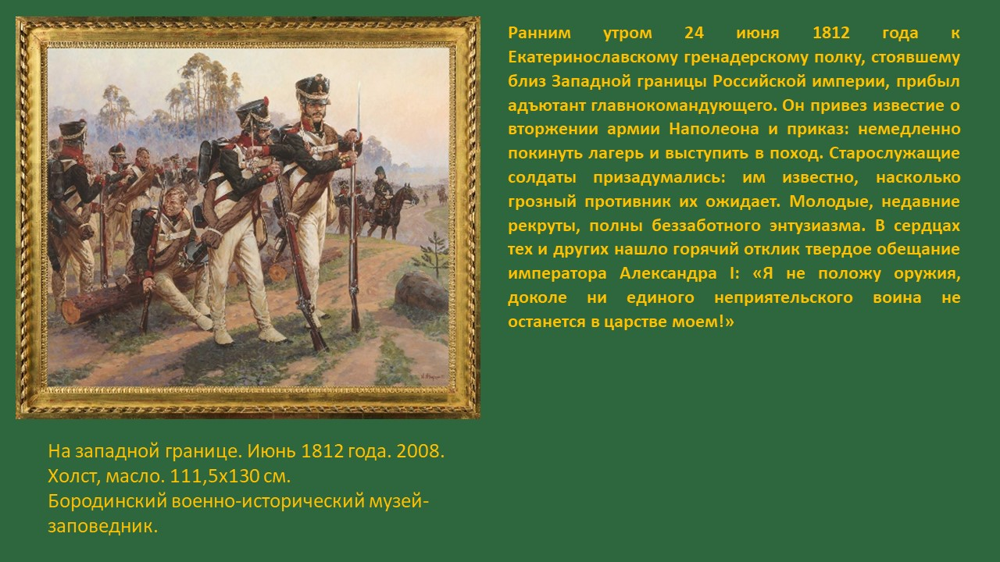 Ранним утром 24 июня 1812 года к
Екатеринославскому гренадерскому полку, стоявшему
близ Западной границы Российской империи, прибыл
адъютант главнокомандующего. Он привез известие о
вторжении армии Наполеона и приказ: немедленно
покинуть лагерь и выступить в поход. Старослужащие
солдаты призадумались: им известно, насколько
грозный противник их ожидает. Молодые, недавние
рекруты, полны беззаботного энтузиазма. В сердцах
тех и других нашло горячий отклик твердое обещание
императора Александра I: «Я не положу оружия,
доколе ни единого неприятельского воина не
останется в царстве моем!»
На западной границе. Июнь 1812 года. 2008.
Холст, масло. 111,5х130 см.
Бородинский военно-исторический музей-
заповедник.